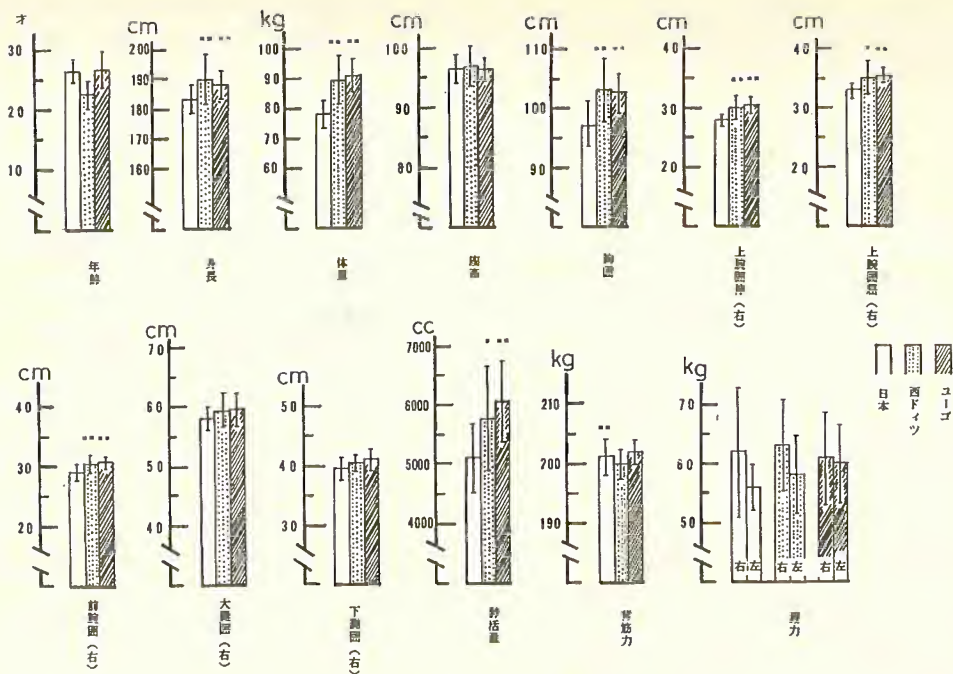 才
30
20
10
年齢
cm
200
190
180
160
身長
kg
100
90
80
70
60
体重
cm
100
90
80
座高
cm
110
100
90
胸囲
cm
40
30
20
上腕囲伸（右）
cm
40
30
20
上腕囲屈（右）
日本
西ドイツ
ユーゴ
cm
40
30
20
前腕囲（右）
cm
70
60
50
40
大腿囲（右）
cm
50
40
30
下腿囲（右）
cc
7000
6000
5000
4000
肺活量
kg
210
200
190
背筋力
kg
70
60
50
右 左 右 左 右 左
握力